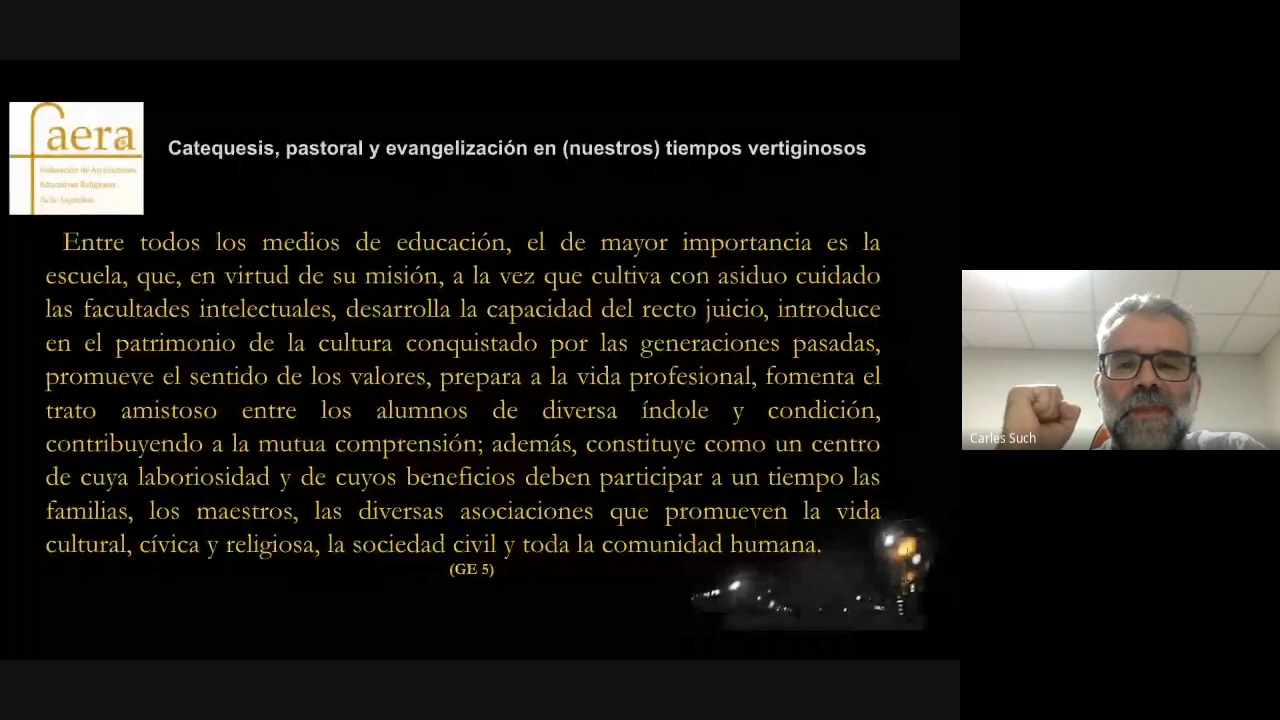 faera
Federación de Asociaciones
Educativas Religiosas
de la Argentina
Catequesis, pastoral y evangelización en (nuestros) tiempos vertiginosos
Entre todos los medios de educación, el de mayor importancia es la
escuela, que, en virtud de su misión, a la vez que cultiva con asiduo cuidado
las facultades intelectuales, desarrolla la capacidad del recto juicio, introduce
en el patrimonio de la cultura conquistado por las generaciones pasadas,
promueve el sentido de los valores, prepara a la vida profesional, fomenta el
trato amistoso entre los alumnos de diversa índole y condición,
contribuyendo a la mutua comprensión; además, constituye como un centro
de cuya laboriosidad y de cuyos beneficios deben participar a un tiempo las
familias, los maestros, las diversas asociaciones que promueven la vida
cultural, cívica y religiosa, la sociedad civil y toda la comunidad humana.
(GE 5)
Carles Such